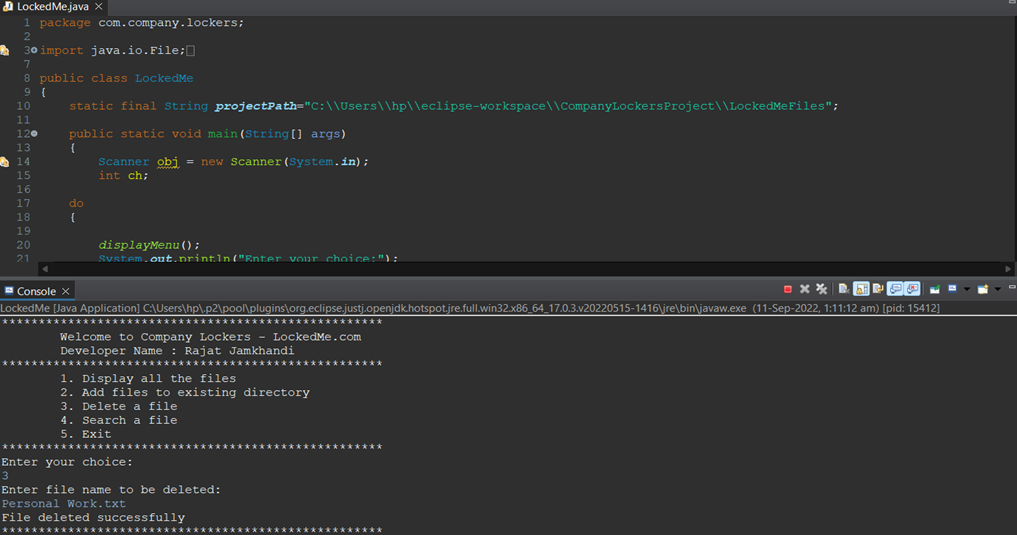 LockedMe.java
1 package com.company.lockers;
2
3 import java.io.File;
7
8 public class LockedMe
9 {
10 static final String projectPath="C:\\Users\\hp\\eclipse-workspace\\CompanyLockersProject\\LockedMeFiles";
11
12 public static void main(String[] args)
13 {
14 Scanner obj = new Scanner(System.in);
15 int ch;
16
17 do
18 {
19
20 displayMenu();
21 System.out.println("Enter your choice:");
Console
LockedMe [Java Application] C:\Users\hp\.p2\pool\plugins\org.eclipse.justj.openjdk.hotspot.jre.full.win32.x86_64_17.0.3.v20220515-1416\jre\bin\javaw.exe (11-Sep-2022, 1:11:12 am) [pid: 15412]
****************************************************
Welcome to Company Lockers - LockedMe.com
Developer Name : Rajat Jamkhandi
****************************************************
1. Display all the files
2. Add files to existing directory
3. Delete a file
4. Search a file
5. Exit
****************************************************
Enter your choice:
3
Enter file name to be deleted:
Personal Work.txt
File deleted successfully
****************************************************